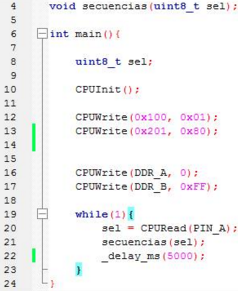 4 void secuencias(uint8_t sel);
5
6 int main(){
7
8 uint8_t sel;
9
10 CPUInit();
11
12 CPUWrite(0x100, 0x01);
13 CPUWrite(0x201, 0x80);
14
15
16 CPUWrite(DDR_A, 0);
17 CPUWrite(DDR_B, 0xFF);
18
19 while(1){
20 sel = CPURead(PIN_A);
21 secuencias(sel);
22 _delay_ms(5000);
23 }
24 }